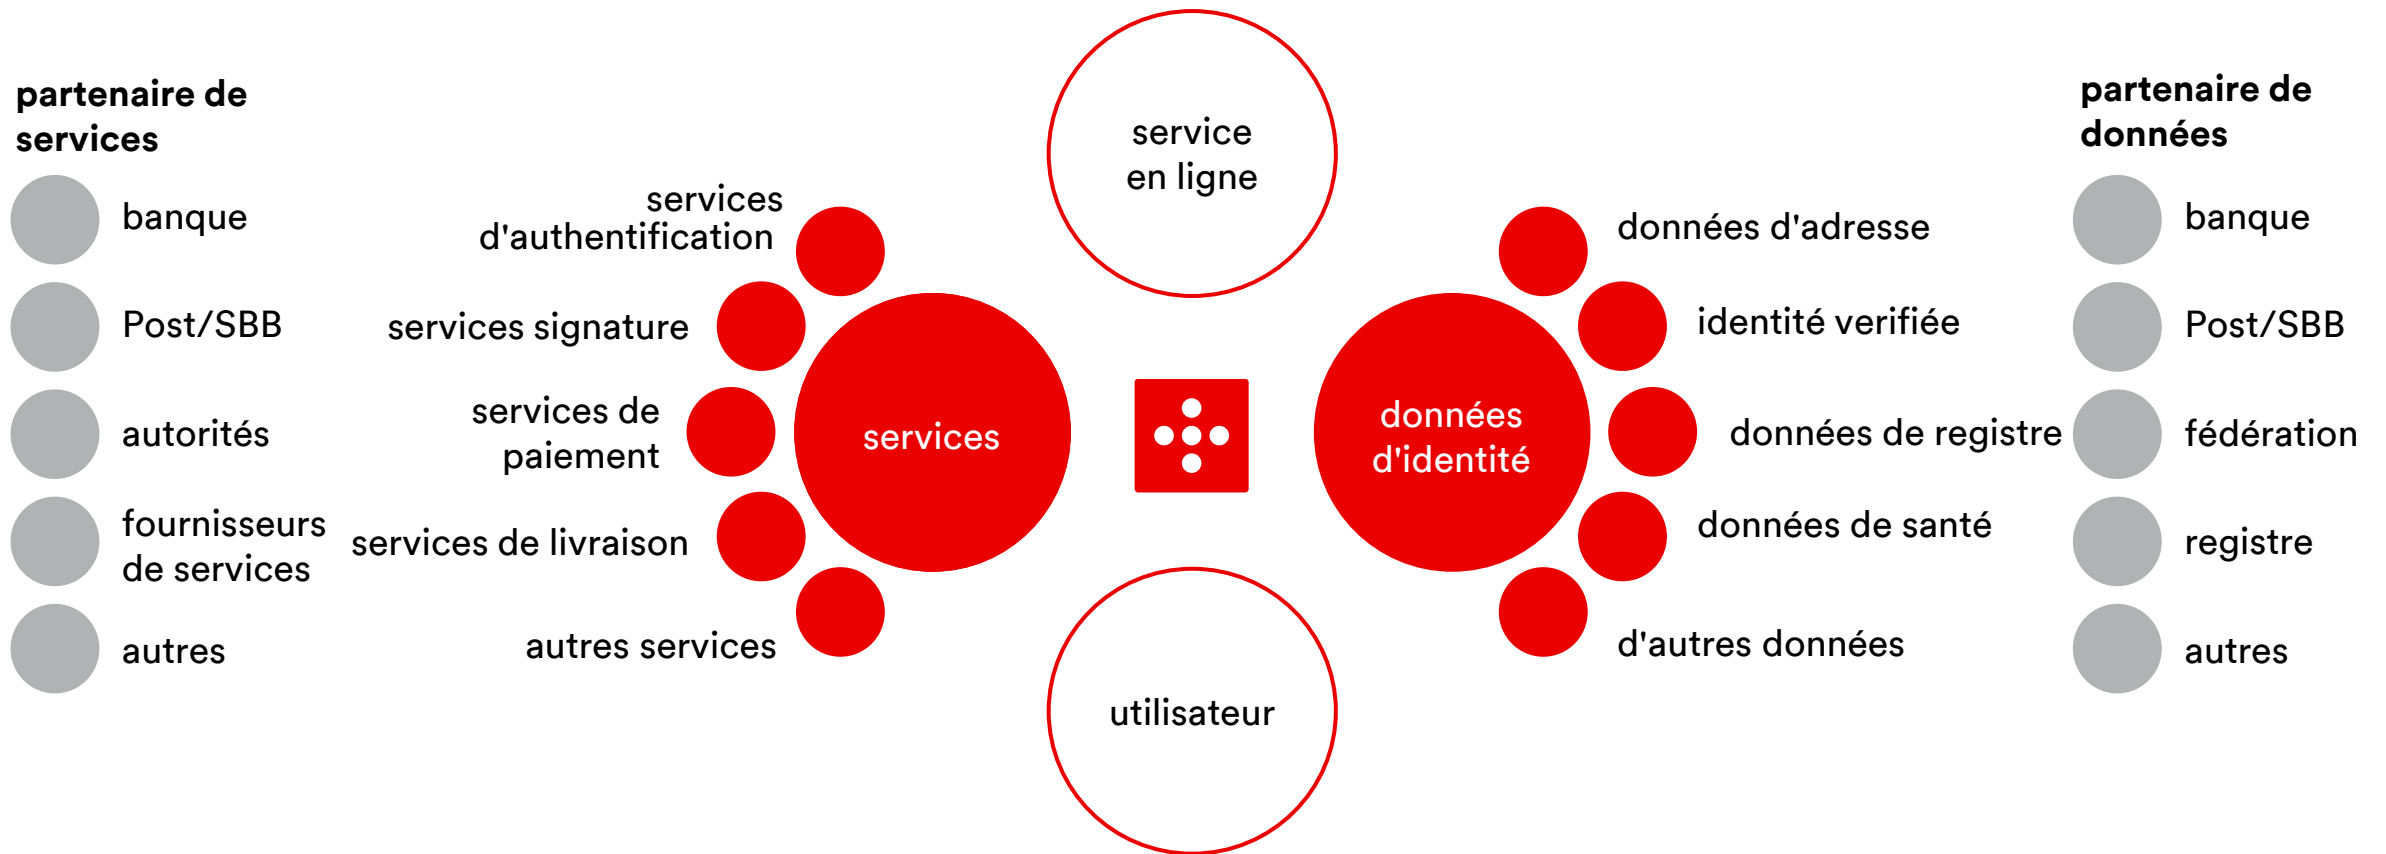 partenaire de
services
banque
Post/SBB
autorités
fournisseurs
de services
autres
services
d'authentification
services signature
services de
paiement
services de livraison
autres services
services
service
en ligne
utilisateur
données
d'identité
données d'adresse
identité verifiée
données de registre
données de santé
d'autres données
partenaire de
données
banque
Post/SBB
fédération
registre
autres